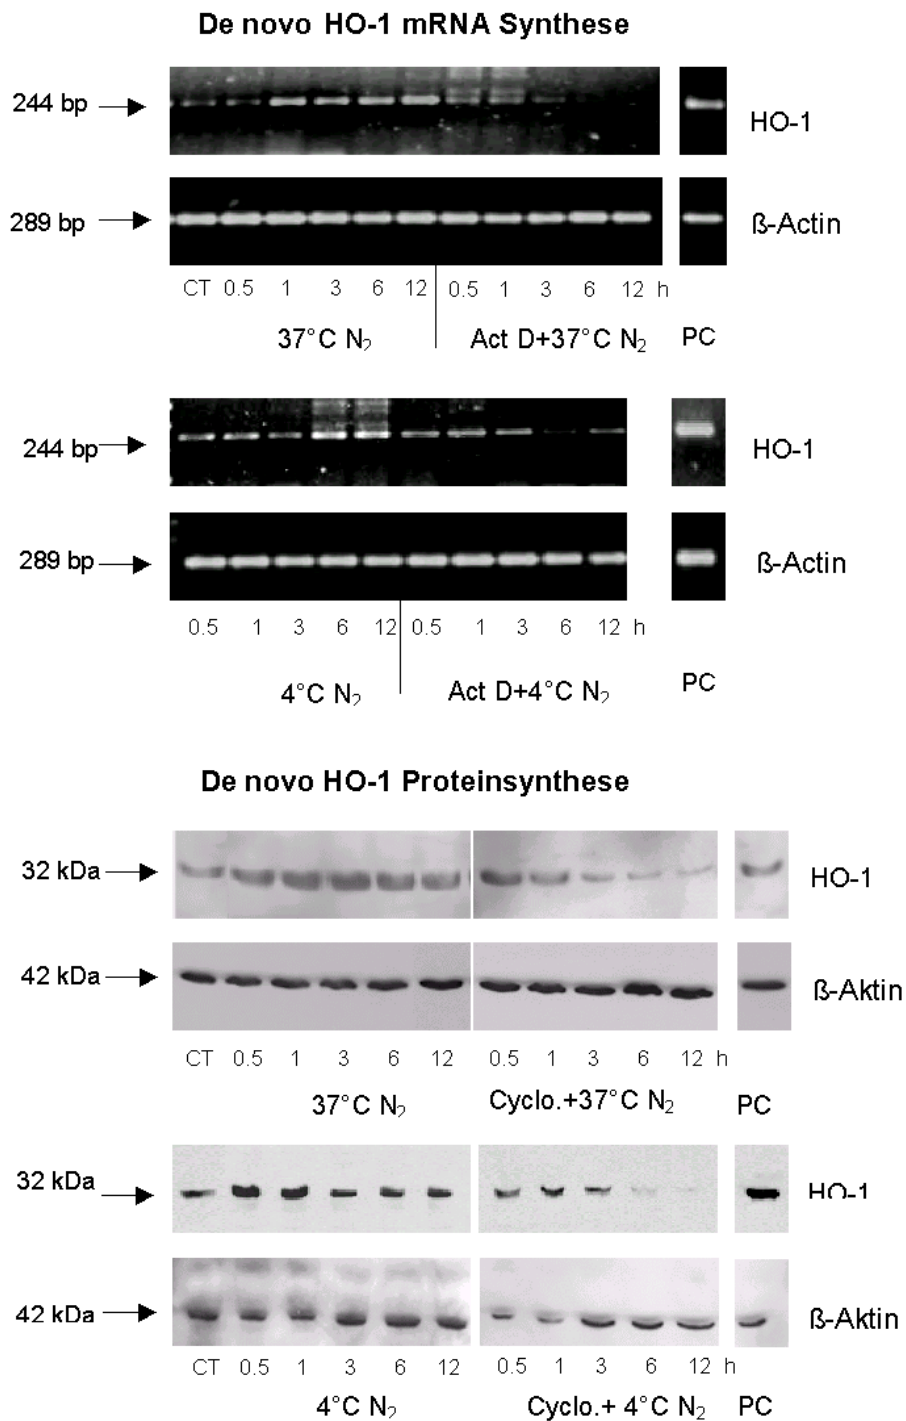 De novo HO-1 mRNA Synthese
244 bp
HO-1
289 bp
ß-Actin
CT 0.5 1 3 6 12 0.5 1 3 6 12 h
37°C N₂ Act D+37°C N₂ PC
244 bp
HO-1
289 bp
ß-Actin
0.5 1 3 6 12 0.5 1 3 6 12 h
4°C N₂ Act D+4°C N₂ PC
De novo HO-1 Proteinsynthese
32 kDa
HO-1
42 kDa
ß-Aktin
CT 0.5 1 3 6 12 0.5 1 3 6 12 h
37°C N₂ Cyclo.+37°C N₂ PC
32 kDa
HO-1
42 kDa
ß-Aktin
CT 0.5 1 3 6 12 0.5 1 3 6 12 h
4°C N₂ Cyclo.+ 4°C N₂ PC